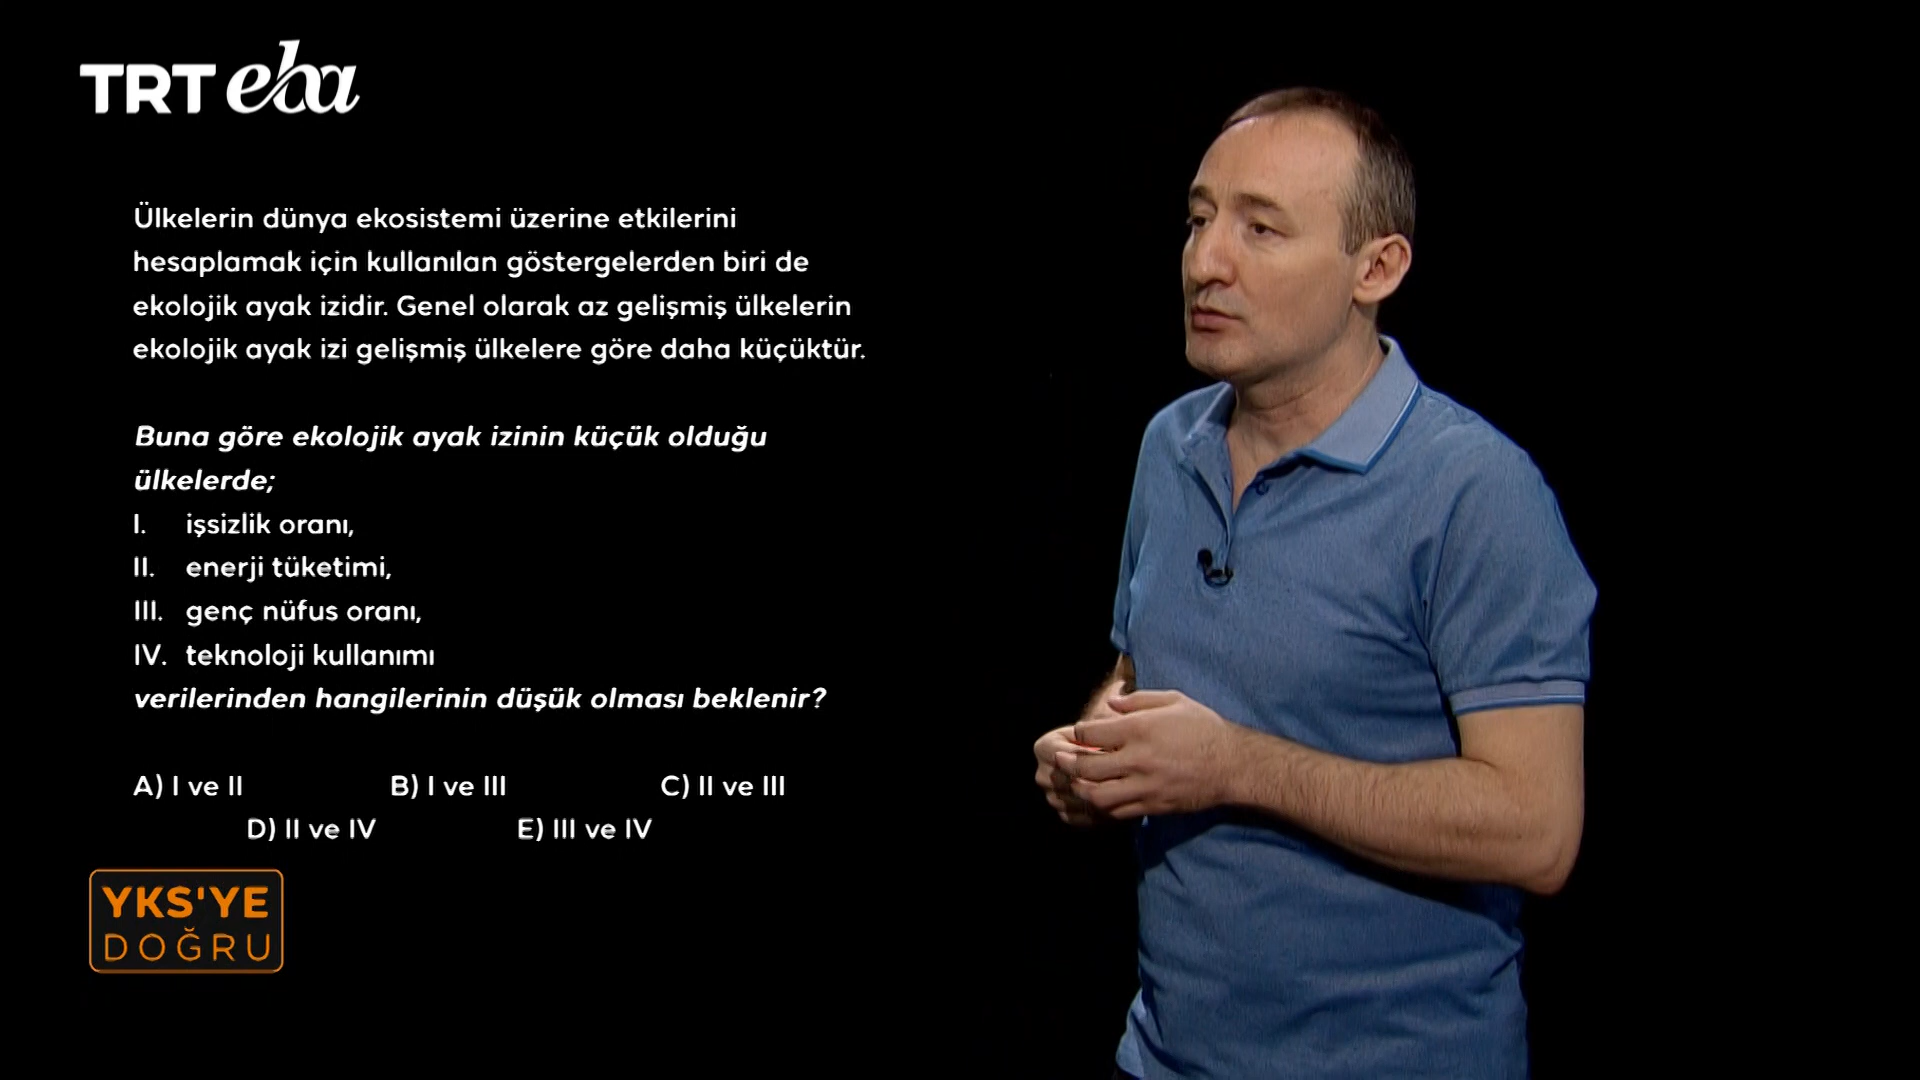 TRT eba
Ülkelerin dünya ekosistemi üzerine etkilerini
hesaplamak için kullanılan göstergelerden biri de
ekolojik ayak izidir. Genel olarak az gelişmiş ülkelerin
ekolojik ayak izi gelişmiş ülkelere göre daha küçüktür.
Buna göre ekolojik ayak izinin küçük olduğu
ülkelerde;
I. işsizlik oranı,
II. enerji tüketimi,
III. genç nüfus oranı,
IV. teknoloji kullanımı
verilerinden hangilerinin düşük olması beklenir?
A) I ve II B) I ve III C) II ve III
D) II ve IV E) III ve IV
YKS'YE
DOĞRU